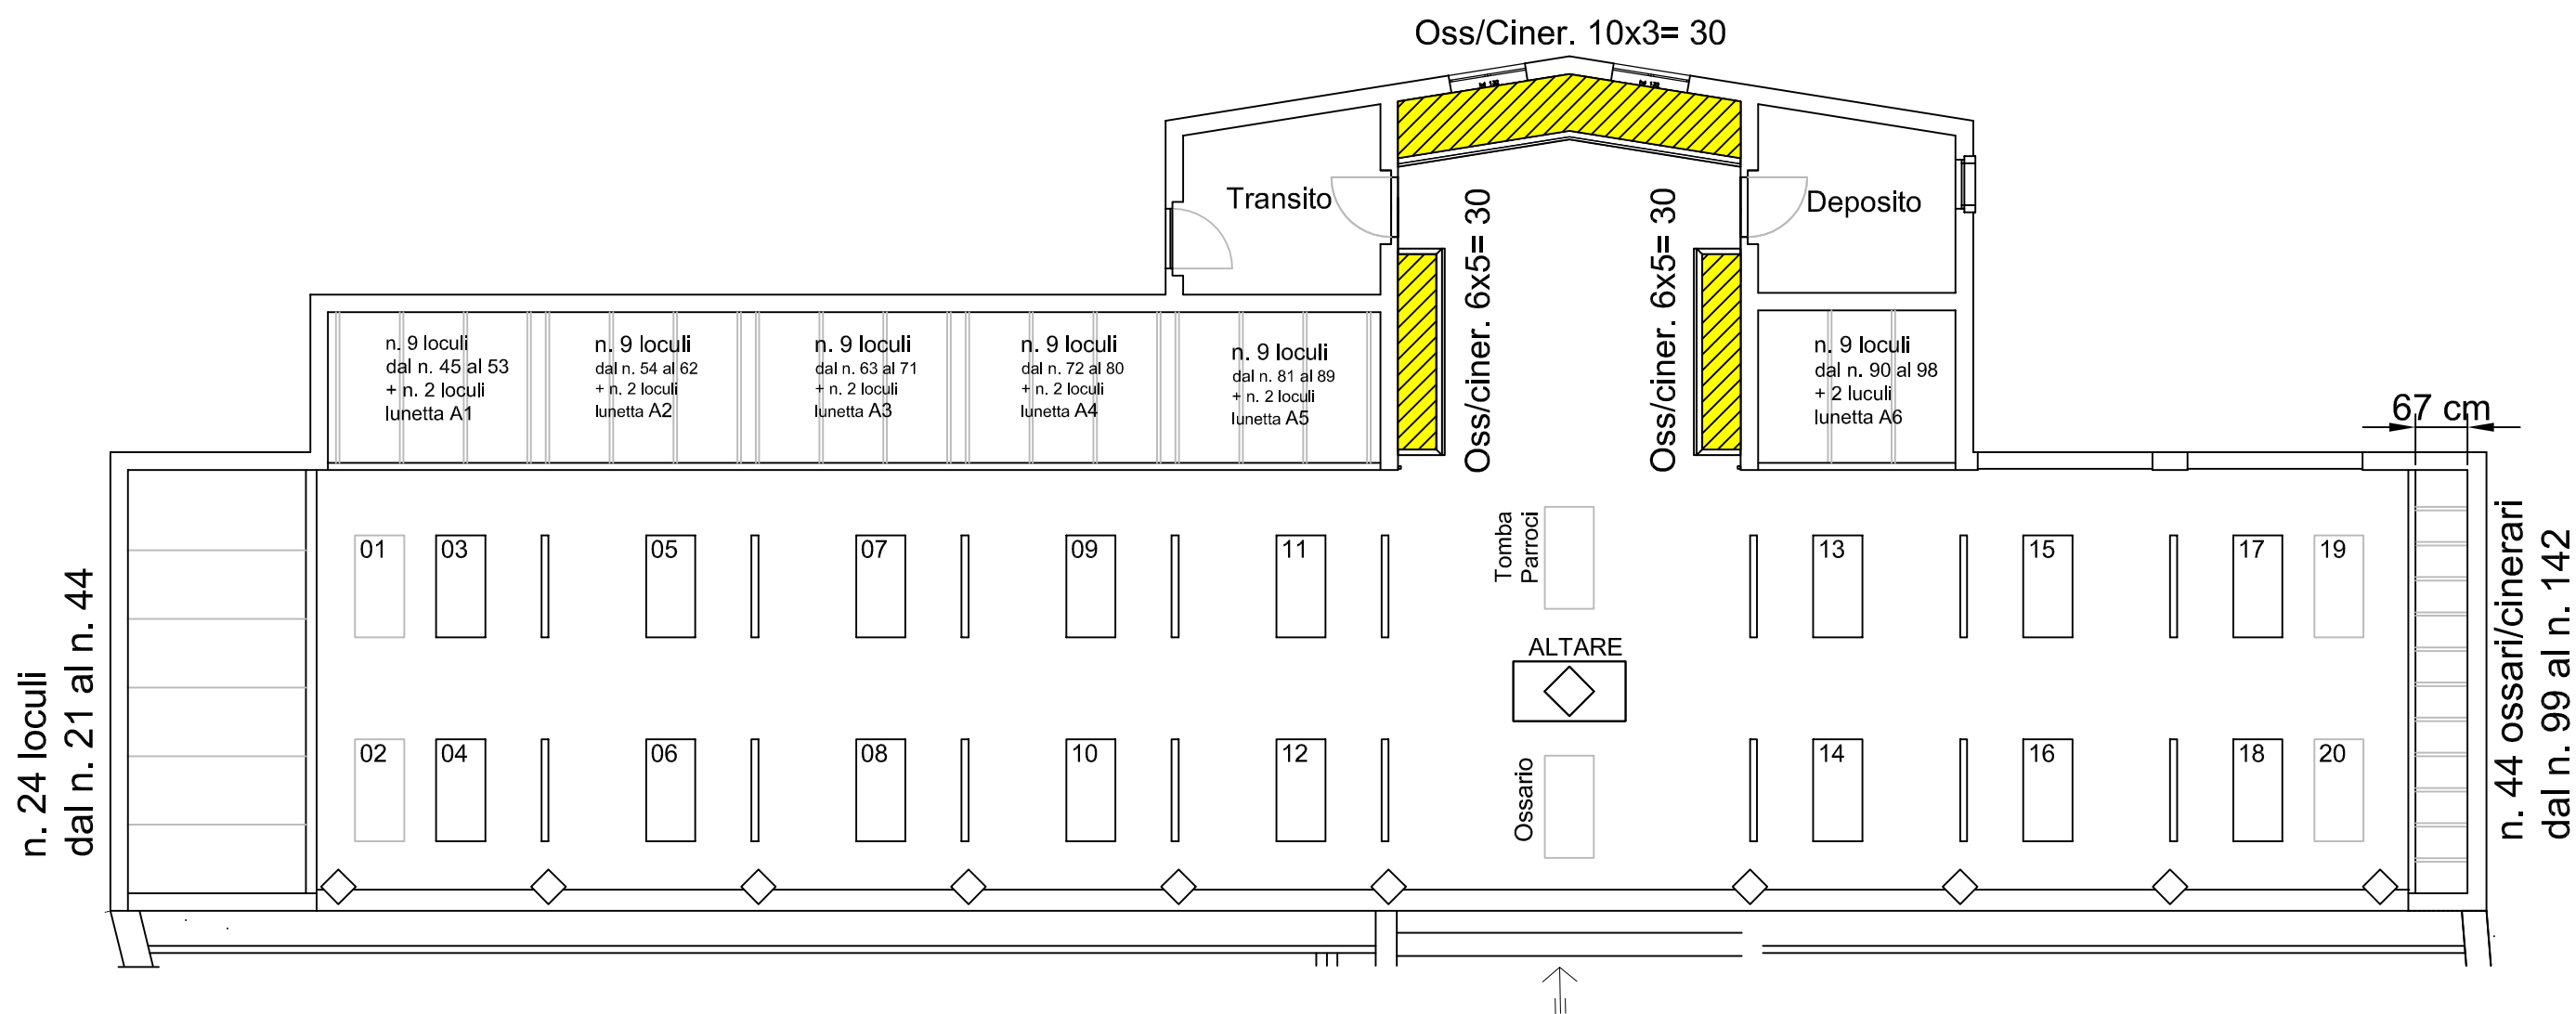 Oss/Ciner. 10x3= 30
Transito
Deposito
Oss/ciner. 6x5= 30
Oss/ciner. 6x5= 30
n. 9 loculi
dal n. 45 al 53
+ n. 2 loculi
lunetta A1
n. 9 loculi
dal n. 54 al 62
+ n. 2 loculi
lunetta A2
n. 9 loculi
dal n. 63 al 71
+ n. 2 loculi
lunetta A3
n. 9 loculi
dal n. 72 al 80
+ n. 2 loculi
lunetta A4
n. 9 loculi
dal n. 81 al 89
+ n. 2 loculi
lunetta A5
n. 9 loculi
dal n. 90 al 98
+ 2 luculi
lunetta A6
67 cm
n. 24 loculi
dal n. 21 al n. 44
01
03
05
07
09
11
Tomba
Parroci
13
15
17
19
ALTARE
02
04
06
08
10
12
Ossario
14
16
18
20
n. 44 ossari/cinerari
dal n. 99 al n. 142